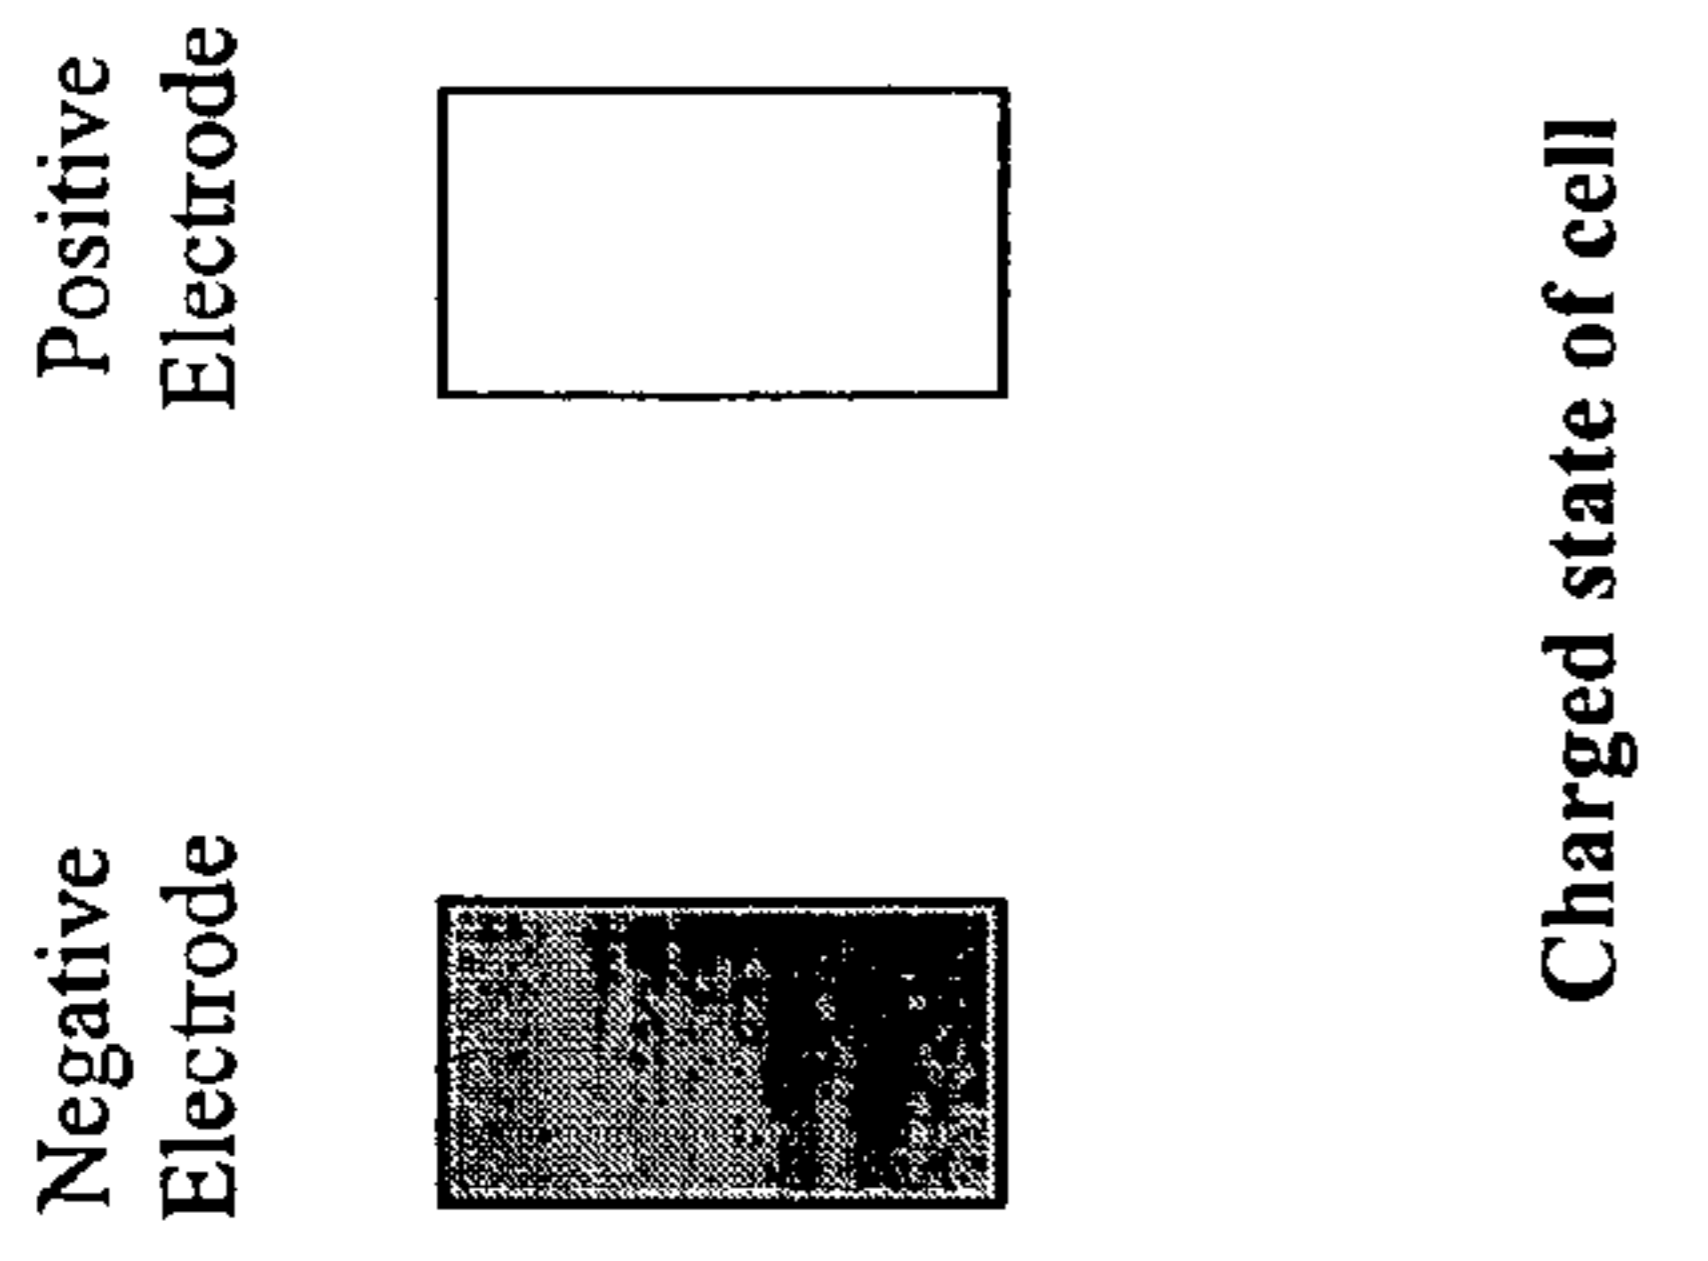 Negative
Electrode
Positive
Electrode
Charged state of cell